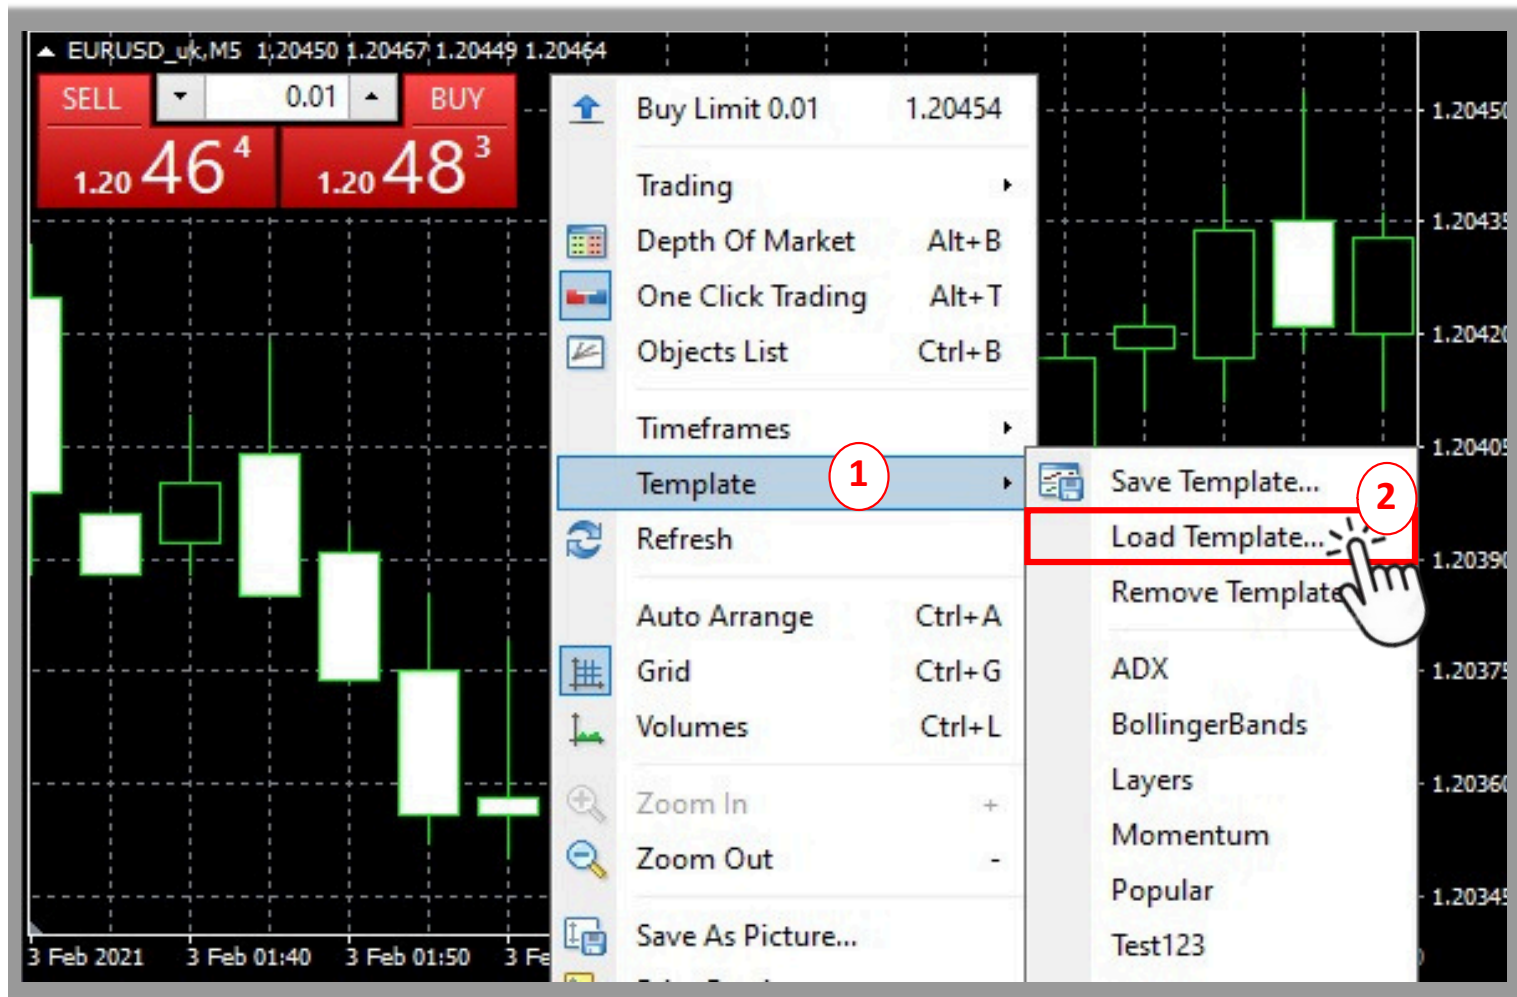 EURUSD_uk,M5 1.20450 1.20467 1.20449 1.20464
SELL 0.01 BUY
1.20 46 4 1.20 48 3
Buy Limit 0.01 1.20454
Trading
Depth Of Market Alt+B
One Click Trading Alt+T
Objects List Ctrl+B
Timeframes
Template 1
Refresh
Auto Arrange Ctrl+A
Grid Ctrl+G
Volumes Ctrl+L
Zoom In +
Zoom Out -
Save As Picture...
Save Template... 2
Load Template...
Remove Template
ADX
BollingerBands
Layers
Momentum
Popular
Test123
1.20450
1.20435
1.20420
1.20405
1.20390
1.20375
1.20360
1.20345
3 Feb 2021 3 Feb 01:40 3 Feb 01:50 3 Fe